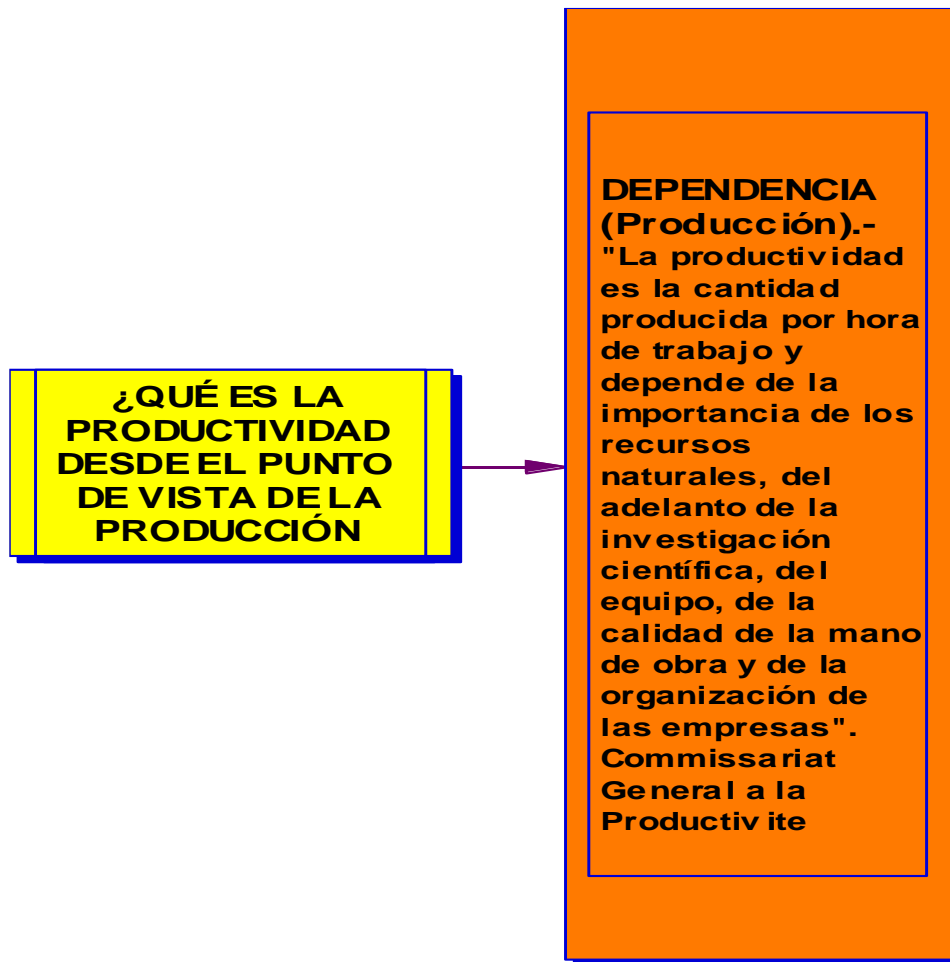 ¿QUÉ ES LA
PRODUCTIVIDAD
DESDE EL PUNTO
DE VISTA DE LA
PRODUCCIÓN
DEPENDENCIA
(Producción).-
"La productividad
es la cantidad
producida por hora
de trabajo y
depende de la
importancia de los
recursos
naturales, del
adelanto de la
investigación
científica, del
equipo, de la
calidad de la mano
de obra y de la
organización de
las empresas".
Commissariat
General a la
Productivite